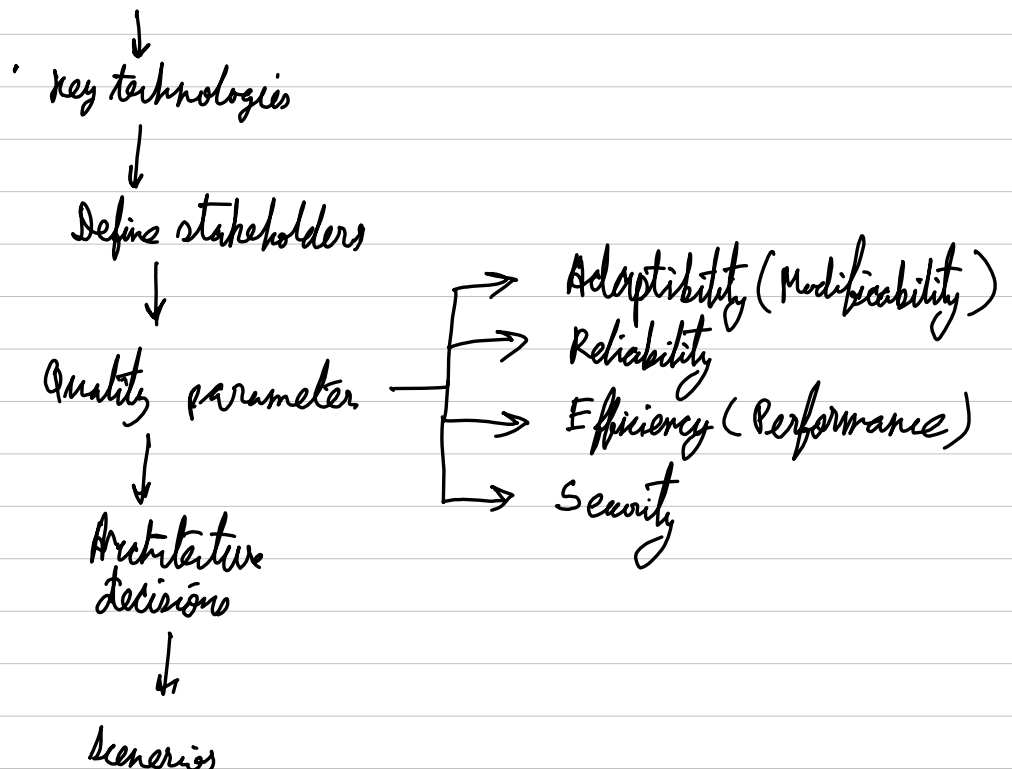 Key technologies
Define stakeholders
Quality parameter
Adaptibility (Modificability)
Reliability
Efficiency (Performance)
Security
Architecture
decisions
Scenerios